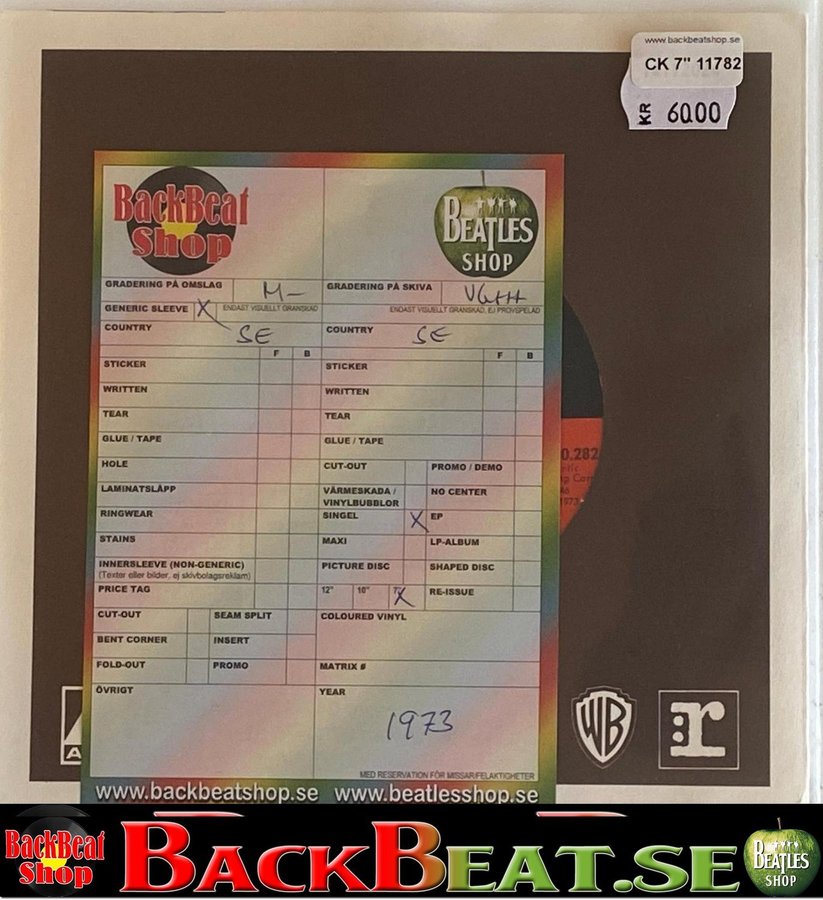 www.backbeatshop.se
CK 7" 11782
KR 60.00
BackBeat
Shop
BEATLES
SHOP
GRADERING PÅ OMSLAG M-
GRADERING PÅ SKIVA VG++
GENERIC SLEEVE X ENDAST VISUELLT GRANSKAD
ENDAST VISUELLT GRANSKAD, EJ PROVSPELAD
COUNTRY SE
COUNTRY SE
F B
F B
STICKER
STICKER
WRITTEN
WRITTEN
TEAR
TEAR
GLUE / TAPE
GLUE / TAPE
HOLE
CUT-OUT PROMO / DEMO
LAMINATSLÄPP
VÄRMESKADA / NO CENTER
VINYLBUBBLOR
RINGWEAR
SINGEL X EP
STAINS
MAXI LP-ALBUM
INNERSLEEVE (NON-GENERIC)
(Texter eller bilder, ej skivbolagsreklam)
PICTURE DISC SHAPED DISC
PRICE TAG
12" 10" 7" X RE-ISSUE
CUT-OUT SEAM SPLIT
COLOURED VINYL
BENT CORNER INSERT
FOLD-OUT PROMO
MATRIX #
ÖVRIGT
YEAR
1973
MED RESERVATION FÖR MISSAR/FELAKTIGHETER
www.backbeatshop.se www.beatlesshop.se
0.282
1973
WB
r
BackBeat
Shop
BACKBEAT.SE
BEATLES
SHOP